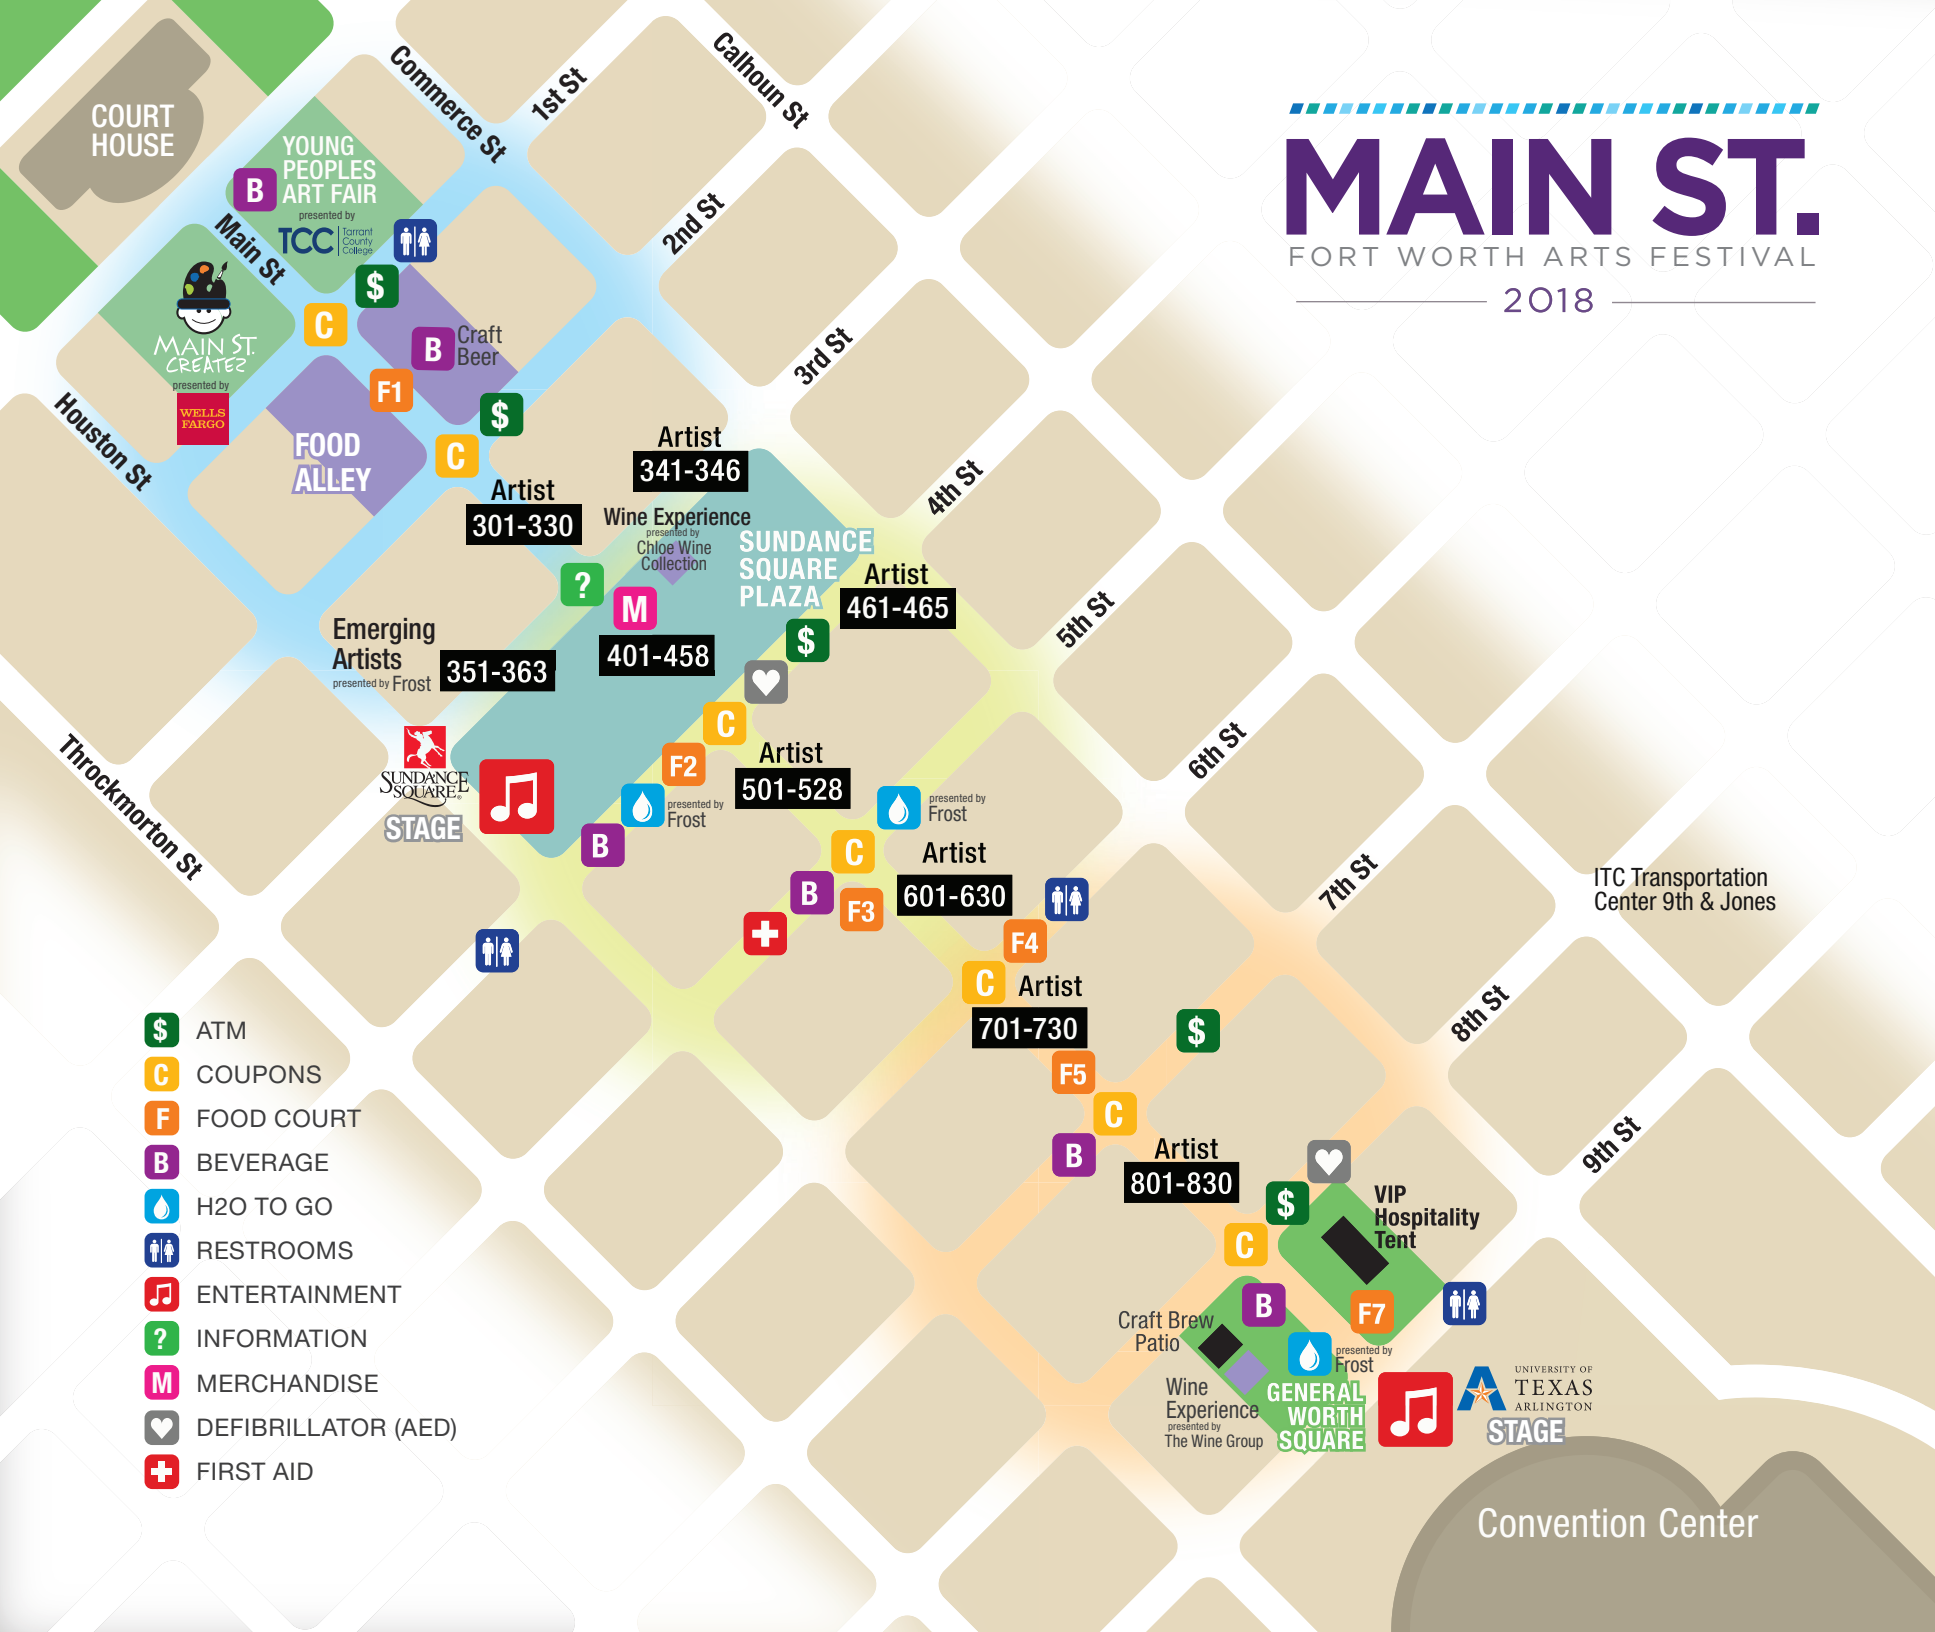 MAIN ST.
FORT WORTH ARTS FESTIVAL
2018
COURT
HOUSE
Commerce St
1st St
Calhoun St
2nd St
3rd St
4th St
5th St
6th St
7th St
8th St
9th St
Main St
Houston St
Throckmorton St
B
YOUNG
PEOPLES
ART FAIR
presented by
TCC
Tarrant
County
College
$
C
MAIN ST.
CREATES
presented by
WELLS
FARGO
B
Craft
Beer
F1
$
FOOD
ALLEY
C
Artist
301-330
Artist
341-346
Wine Experience
presented by
Chloe Wine
Collection
SUNDANCE
SQUARE
PLAZA
Artist
461-465
?
M
401-458
$
Emerging
Artists
presented by Frost
351-363
SUNDANCE
SQUARE
STAGE
C
F2
Artist
501-528
presented by
Frost
B
presented by
Frost
C
B
F3
Artist
601-630
F4
C
Artist
701-730
$
F5
C
B
Artist
801-830
ITC Transportation
Center 9th & Jones
$
C
VIP
Hospitality
Tent
B
F7
Craft Brew
Patio
presented by
Frost
Wine
Experience
presented by
The Wine Group
GENERAL
WORTH
SQUARE
UNIVERSITY OF
TEXAS
ARLINGTON
STAGE
Convention Center
$ ATM
C COUPONS
F FOOD COURT
B BEVERAGE
H2O TO GO
RESTROOMS
ENTERTAINMENT
? INFORMATION
M MERCHANDISE
DEFIBRILLATOR (AED)
FIRST AID